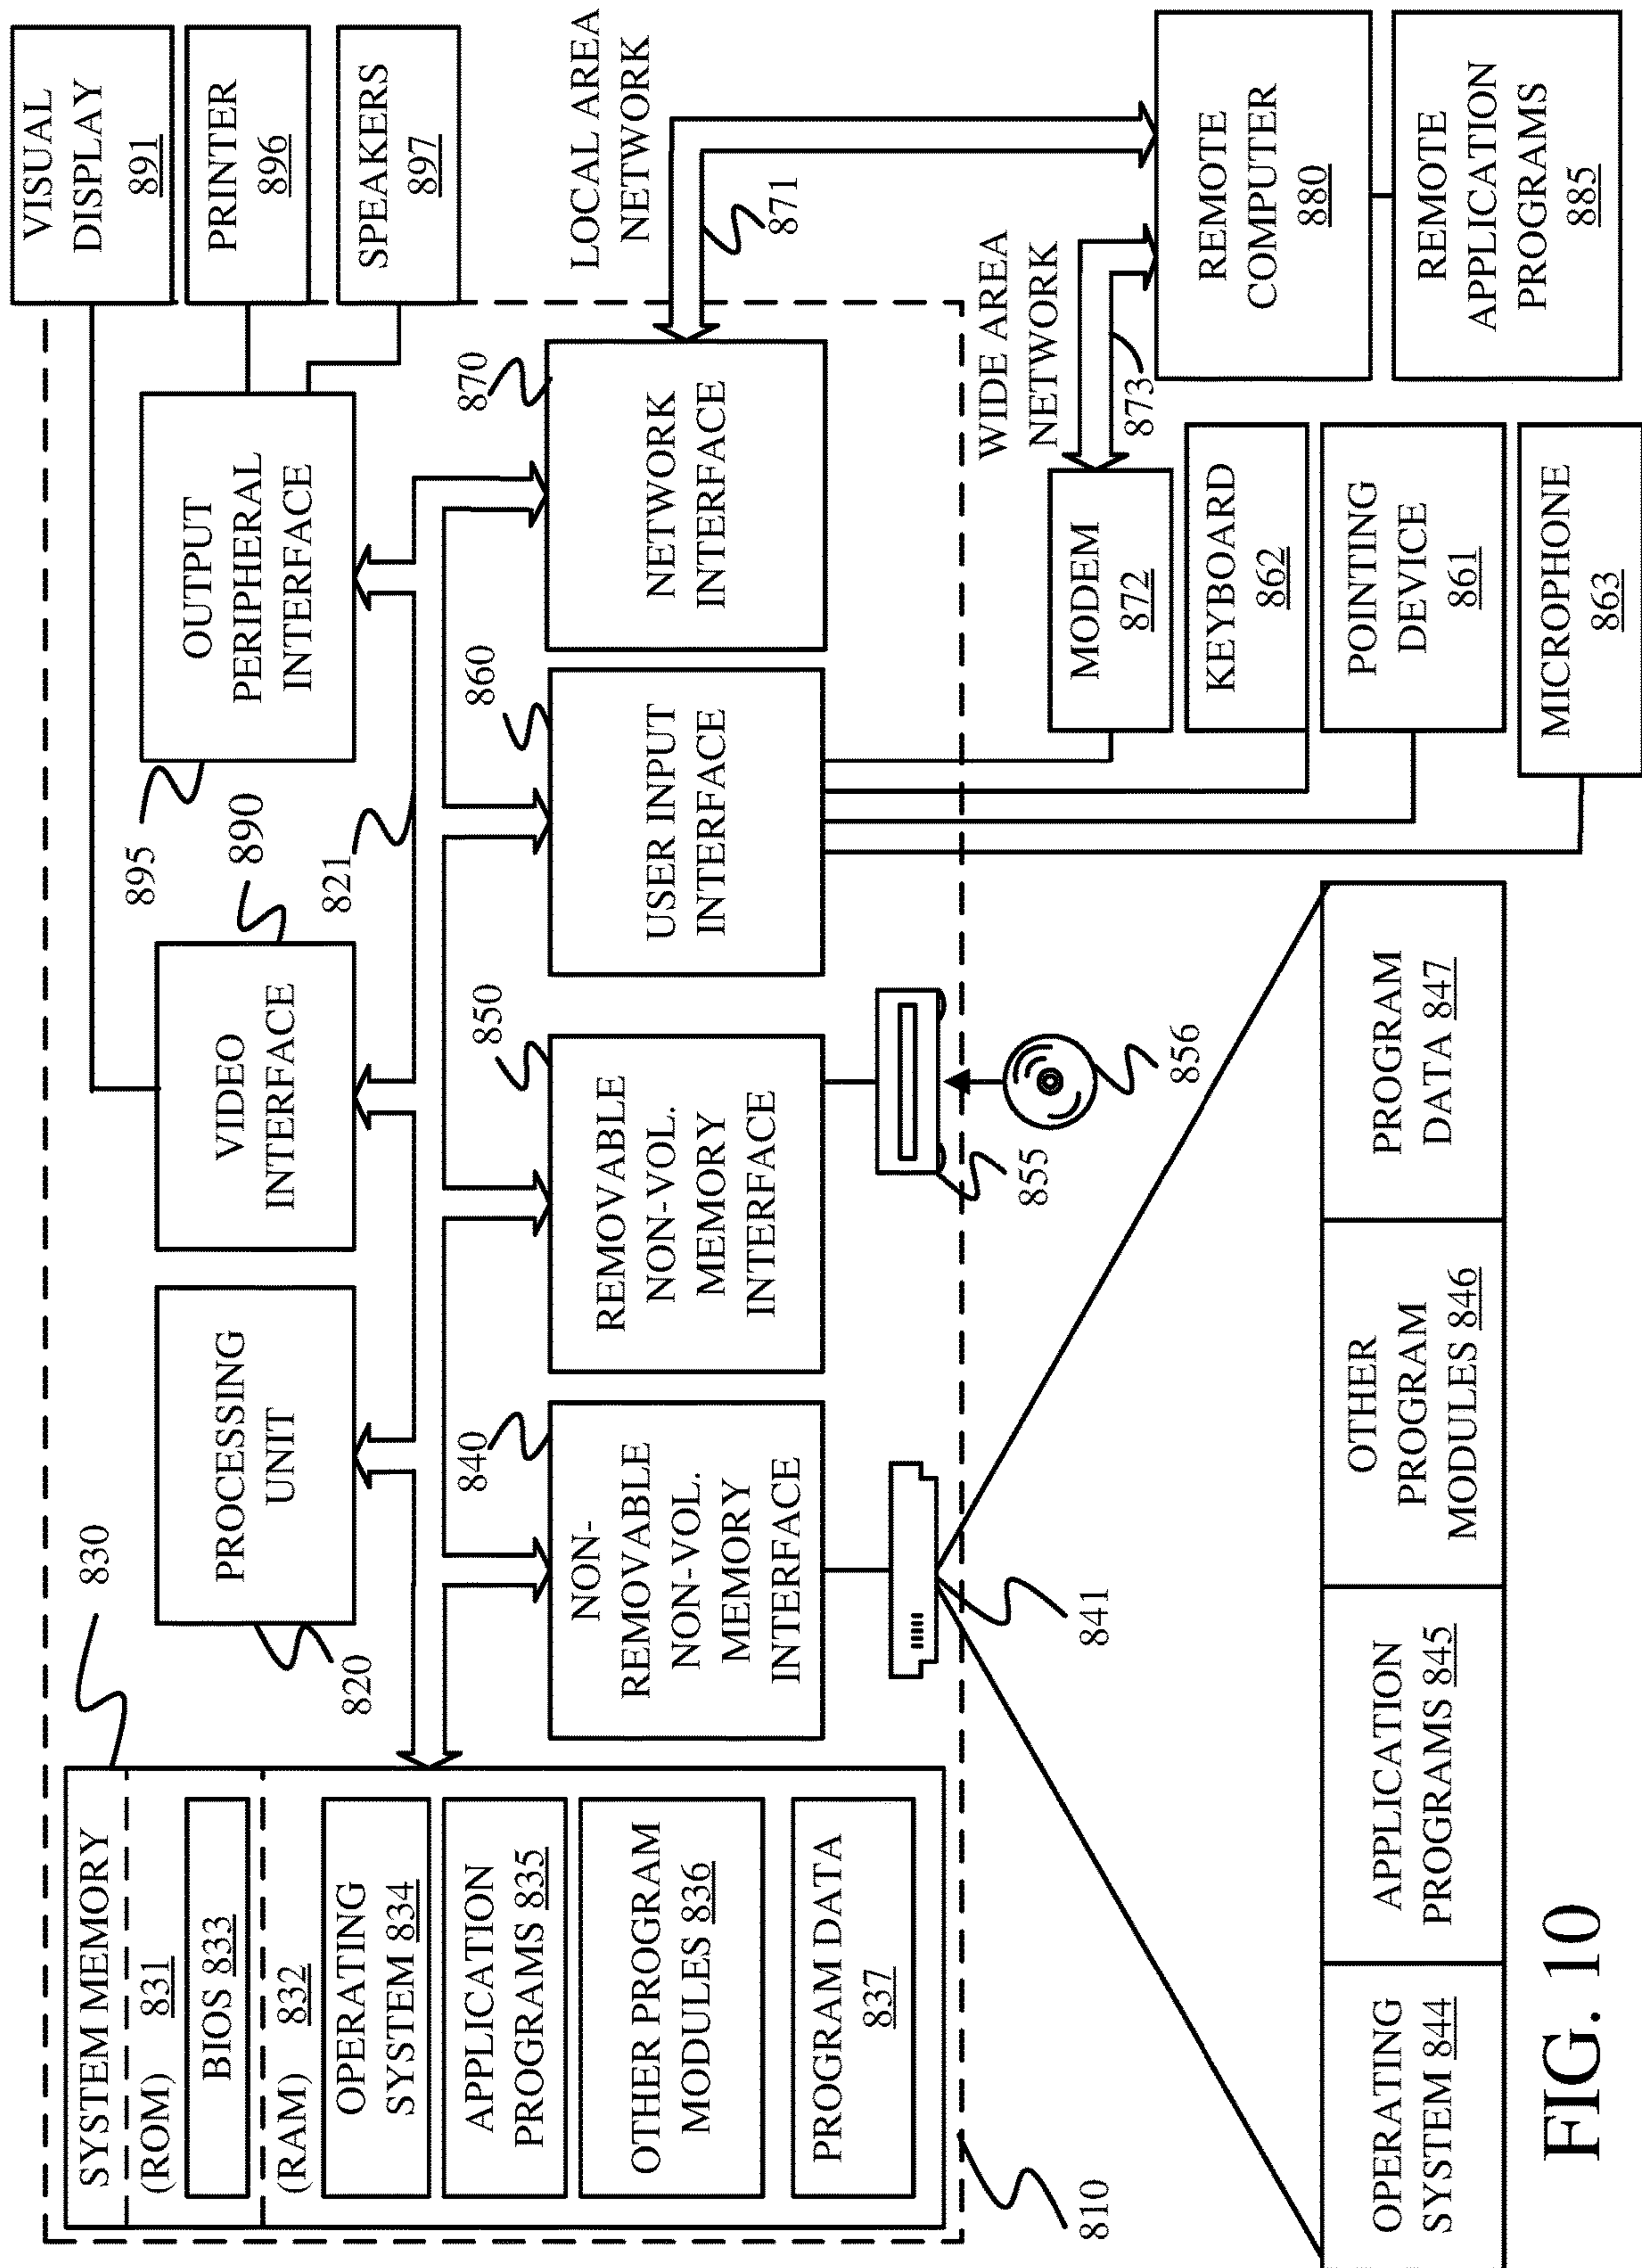 SYSTEM MEMORY
(ROM) 831
BIOS 833
(RAM) 832
OPERATING
SYSTEM 834
APPLICATION
PROGRAMS 835
OTHER PROGRAM
MODULES 836
PROGRAM DATA
837
830
820
PROCESSING
UNIT
VIDEO
INTERFACE
890
821
895
OUTPUT
PERIPHERAL
INTERFACE
VISUAL
DISPLAY
891
PRINTER
896
SPEAKERS
897
840
NON-
REMOVABLE
NON-VOL.
MEMORY
INTERFACE
850
REMOVABLE
NON-VOL.
MEMORY
INTERFACE
860
USER INPUT
INTERFACE
870
NETWORK
INTERFACE
LOCAL AREA
NETWORK
871
810
841
855
856
WIDE AREA
NETWORK
873
MODEM
872
KEYBOARD
862
POINTING
DEVICE
861
MICROPHONE
863
REMOTE
COMPUTER
880
REMOTE
APPLICATION
PROGRAMS
885
OPERATING
SYSTEM 844
APPLICATION
PROGRAMS 845
OTHER
PROGRAM
MODULES 846
PROGRAM
DATA 847
FIG. 10